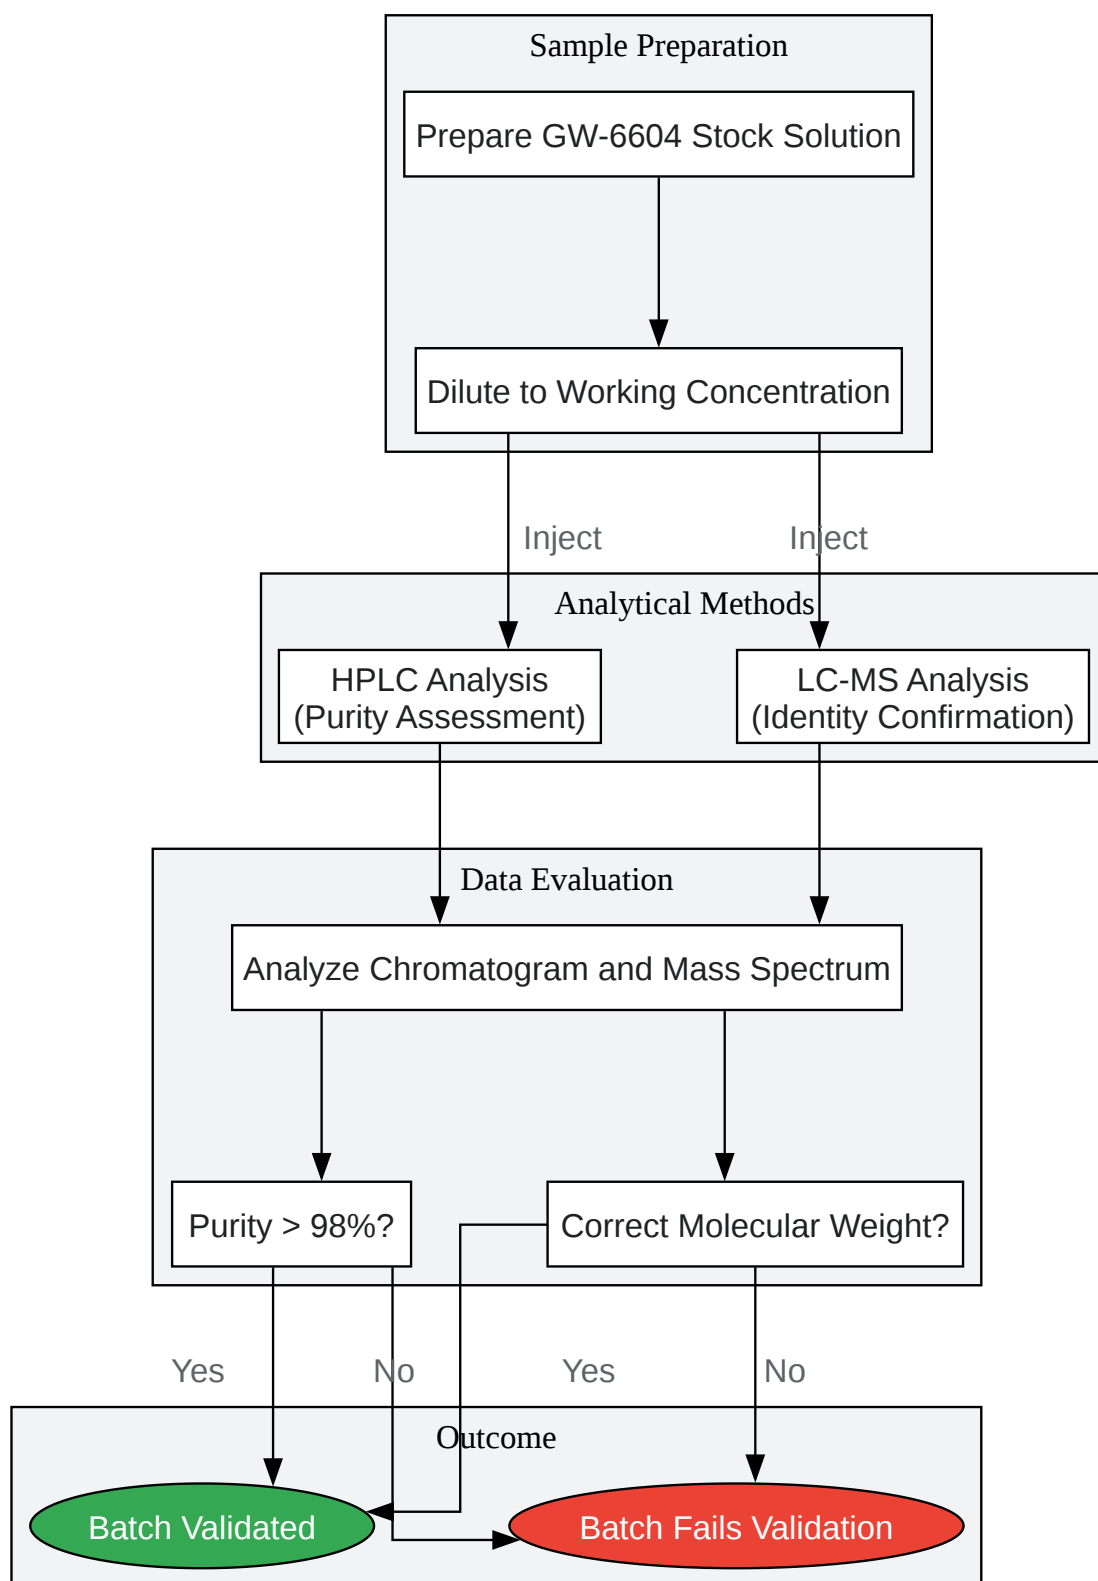 Sample Preparation
Prepare GW-6604 Stock Solution
Dilute to Working Concentration
Inject
Inject
Analytical Methods
HPLC Analysis
(Purity Assessment)
LC-MS Analysis
(Identity Confirmation)
Data Evaluation
Analyze Chromatogram and Mass Spectrum
Purity > 98%?
Correct Molecular Weight?
Yes
No
Yes
No
Outcome
Batch Validated
Batch Fails Validation